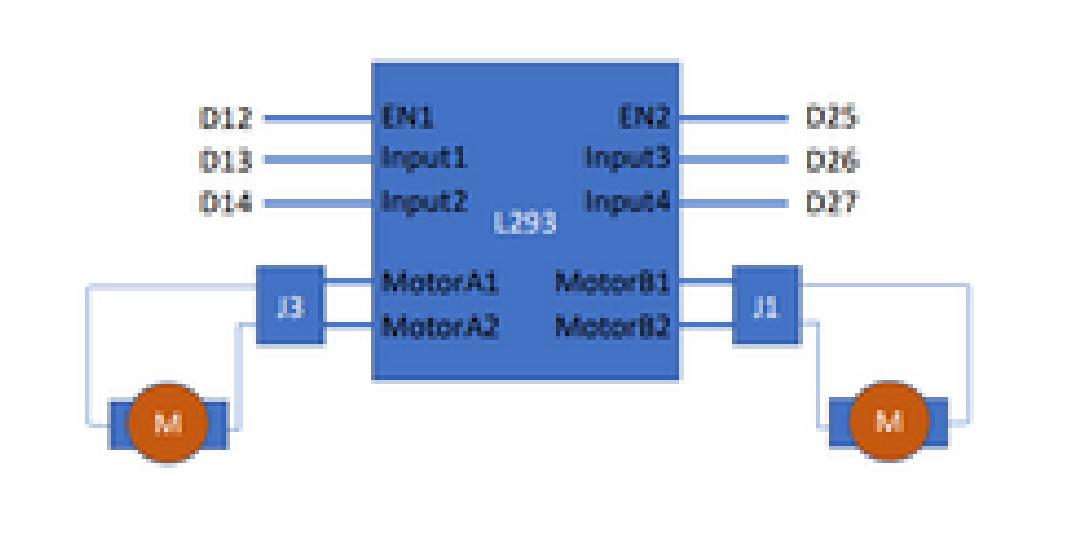 D12 EN1 EN2 D25
D13 Input1 Input3 D26
D14 Input2 Input4 D27
L293
MotorA1 MotorB1
J3 J1
MotorA2 MotorB2
M M